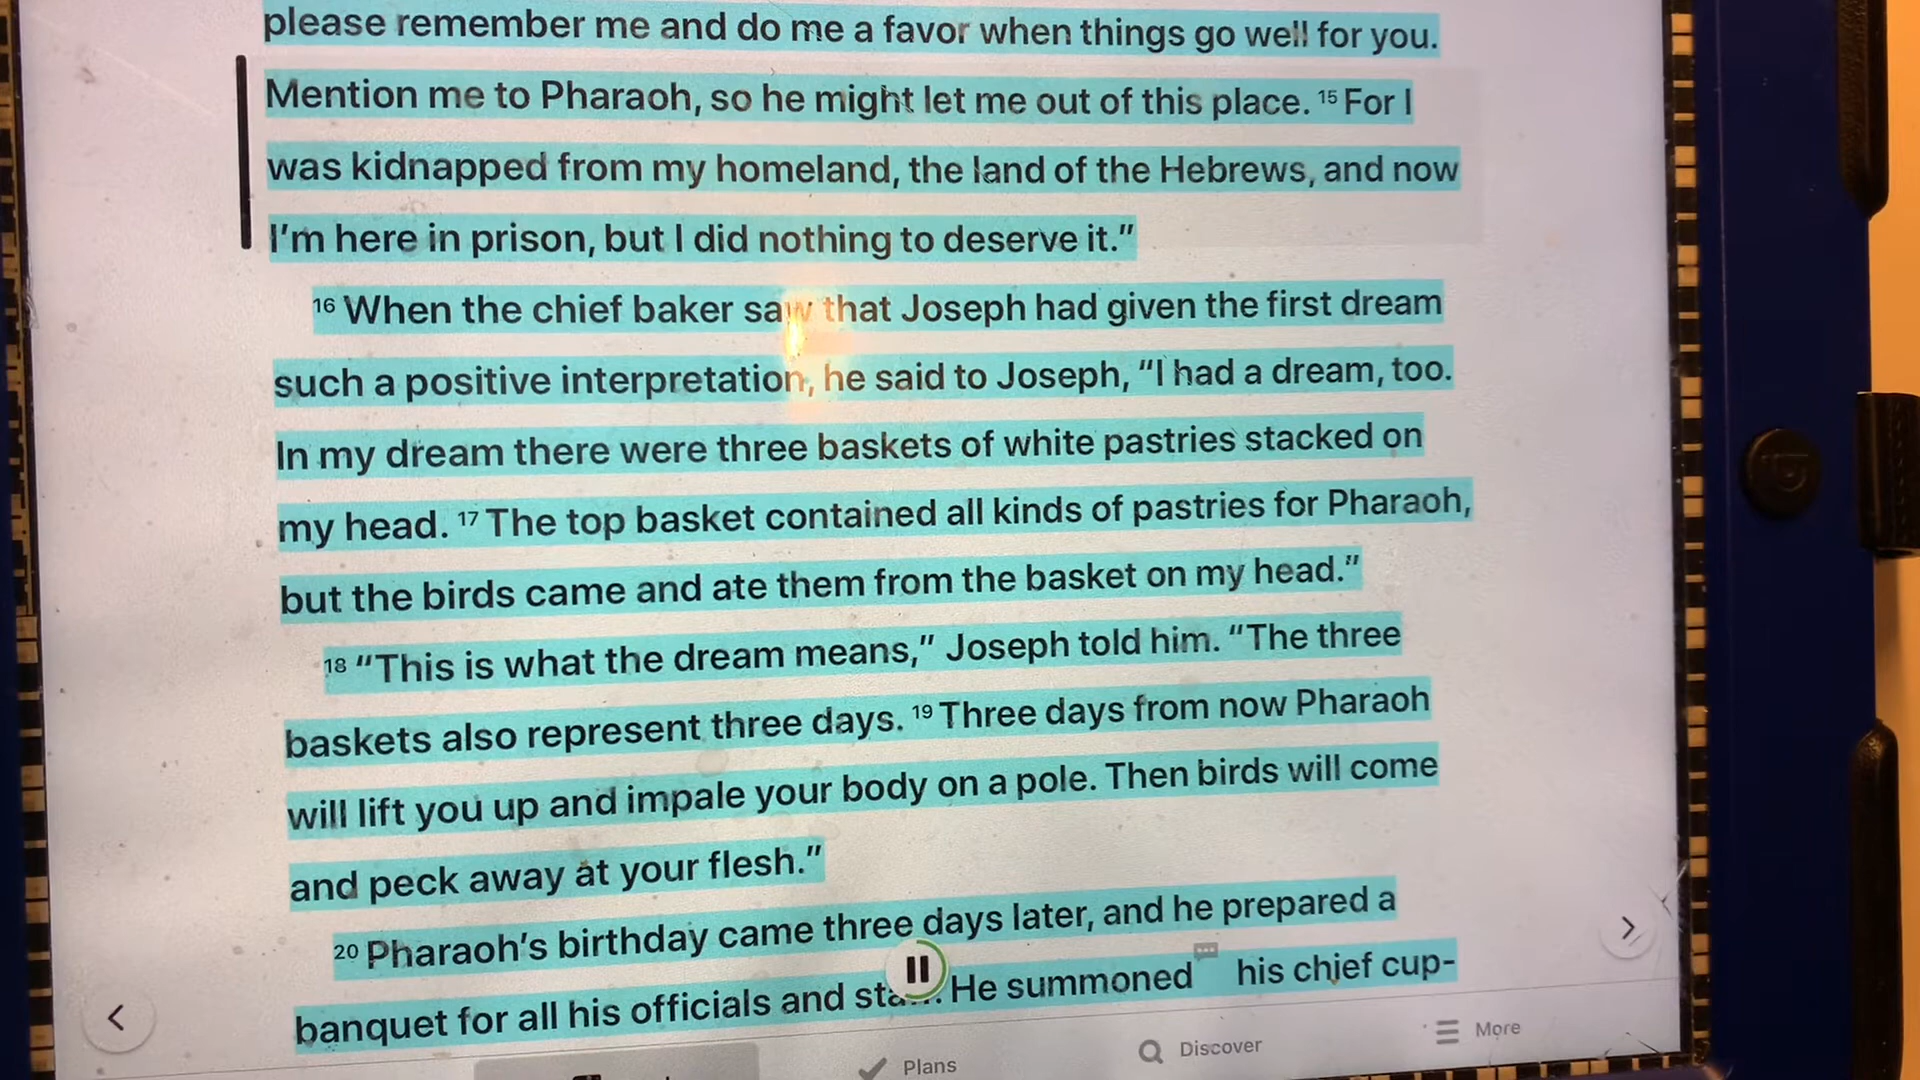 please remember me and do me a favor when things go well for you.
Mention me to Pharaoh, so he might let me out of this place. 15 For I
was kidnapped from my homeland, the land of the Hebrews, and now
I'm here in prison, but I did nothing to deserve it.”
16 When the chief baker saw that Joseph had given the first dream
such a positive interpretation, he said to Joseph, “I had a dream, too.
In my dream there were three baskets of white pastries stacked on
my head. 17 The top basket contained all kinds of pastries for Pharaoh,
but the birds came and ate them from the basket on my head.”
18 “This is what the dream means,” Joseph told him. “The three
baskets also represent three days. 19 Three days from now Pharaoh
will lift you up and impale your body on a pole. Then birds will come
and peck away at your flesh.”
20 Pharaoh’s birthday came three days later, and he prepared a
banquet for all his officials and He summoned his chief cup-
Plans
Discover
More